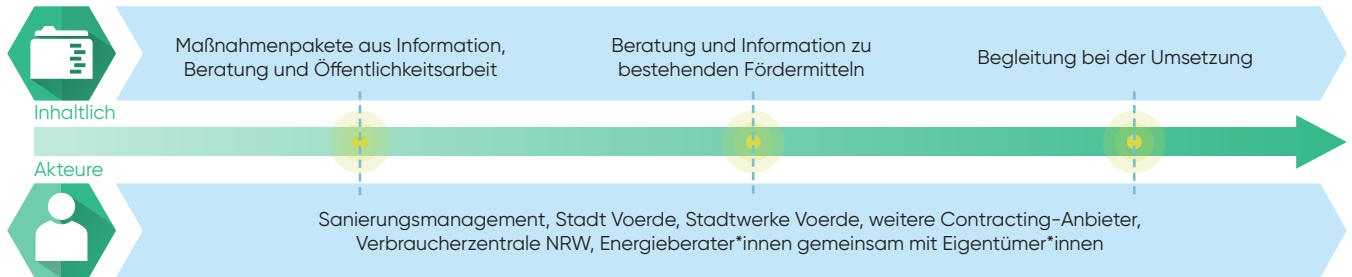 Maßnahmenpakete aus Information,
Beratung und Öffentlichkeitsarbeit
Beratung und Information zu
bestehenden Fördermitteln
Begleitung bei der Umsetzung
Inhaltlich
Akteure
Sanierungsmanagement, Stadt Voerde, Stadtwerke Voerde, weitere Contracting-Anbieter,
Verbraucherzentrale NRW, Energieberater*innen gemeinsam mit Eigentümer*innen